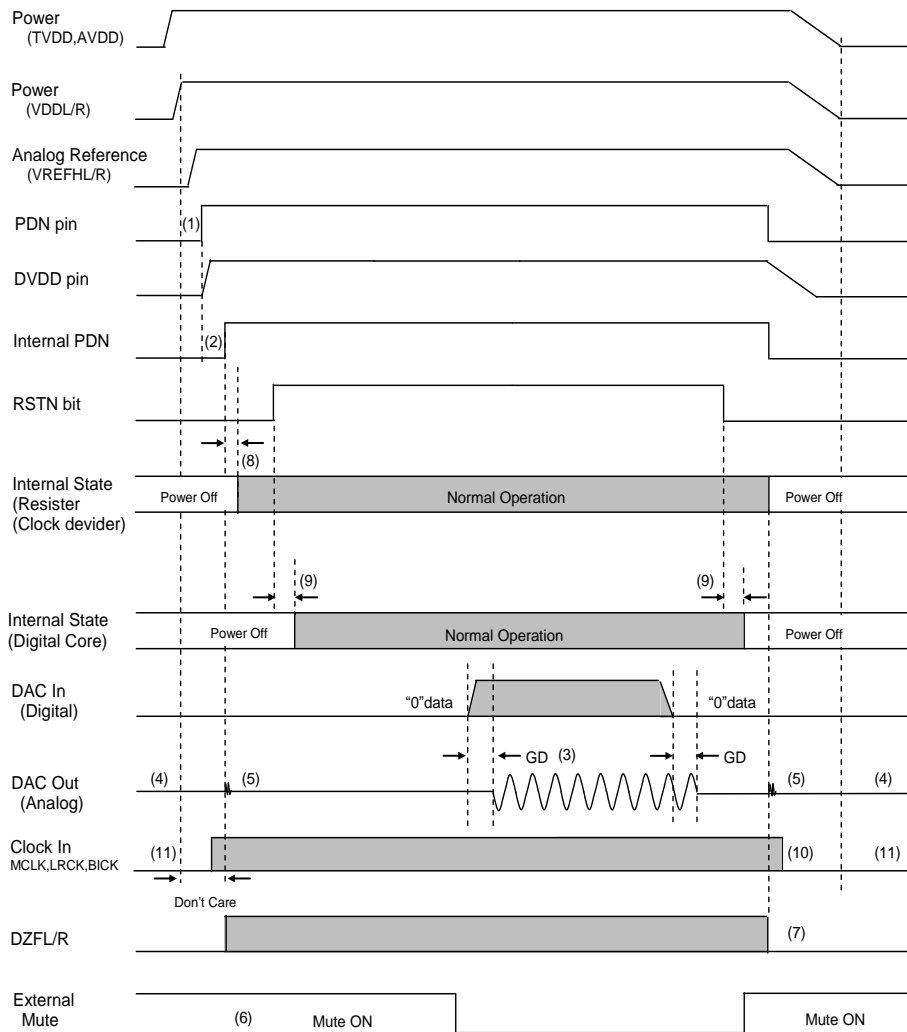 Power
(TVDD,AVDD)
Power
(VDDL/R)
Analog Reference
(VREFHL/R)
PDN pin
(1)
DVDD pin
Internal PDN
(2)
RSTN bit
(8)
Internal State
(Resister
(Clock devider)
Power Off
Normal Operation
Power Off
(9)
(9)
Internal State
(Digital Core)
Power Off
Normal Operation
Power Off
DAC In
(Digital)
“0”data
“0”data
GD
(3)
GD
DAC Out
(Analog)
(4)
(5)
(5)
(4)
Clock In
MCLK,LRCK,BICK
(11)
(10)
(11)
Don’t Care
DZFL/R
(7)
External
Mute
(6)
Mute ON
Mute ON